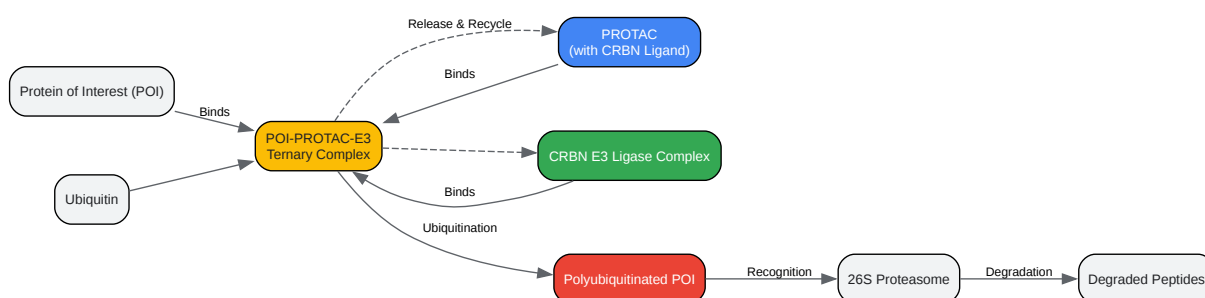 Release & Recycle
PROTAC
(with CRBN Ligand)
Binds
Protein of Interest (POI)
Binds
POI-PROTAC-E3
Ternary Complex
CRBN E3 Ligase Complex
Ubiquitin
Binds
Ubiquitination
Polyubiquitinated POI
Recognition
26S Proteasome
Degradation
Degraded Peptides